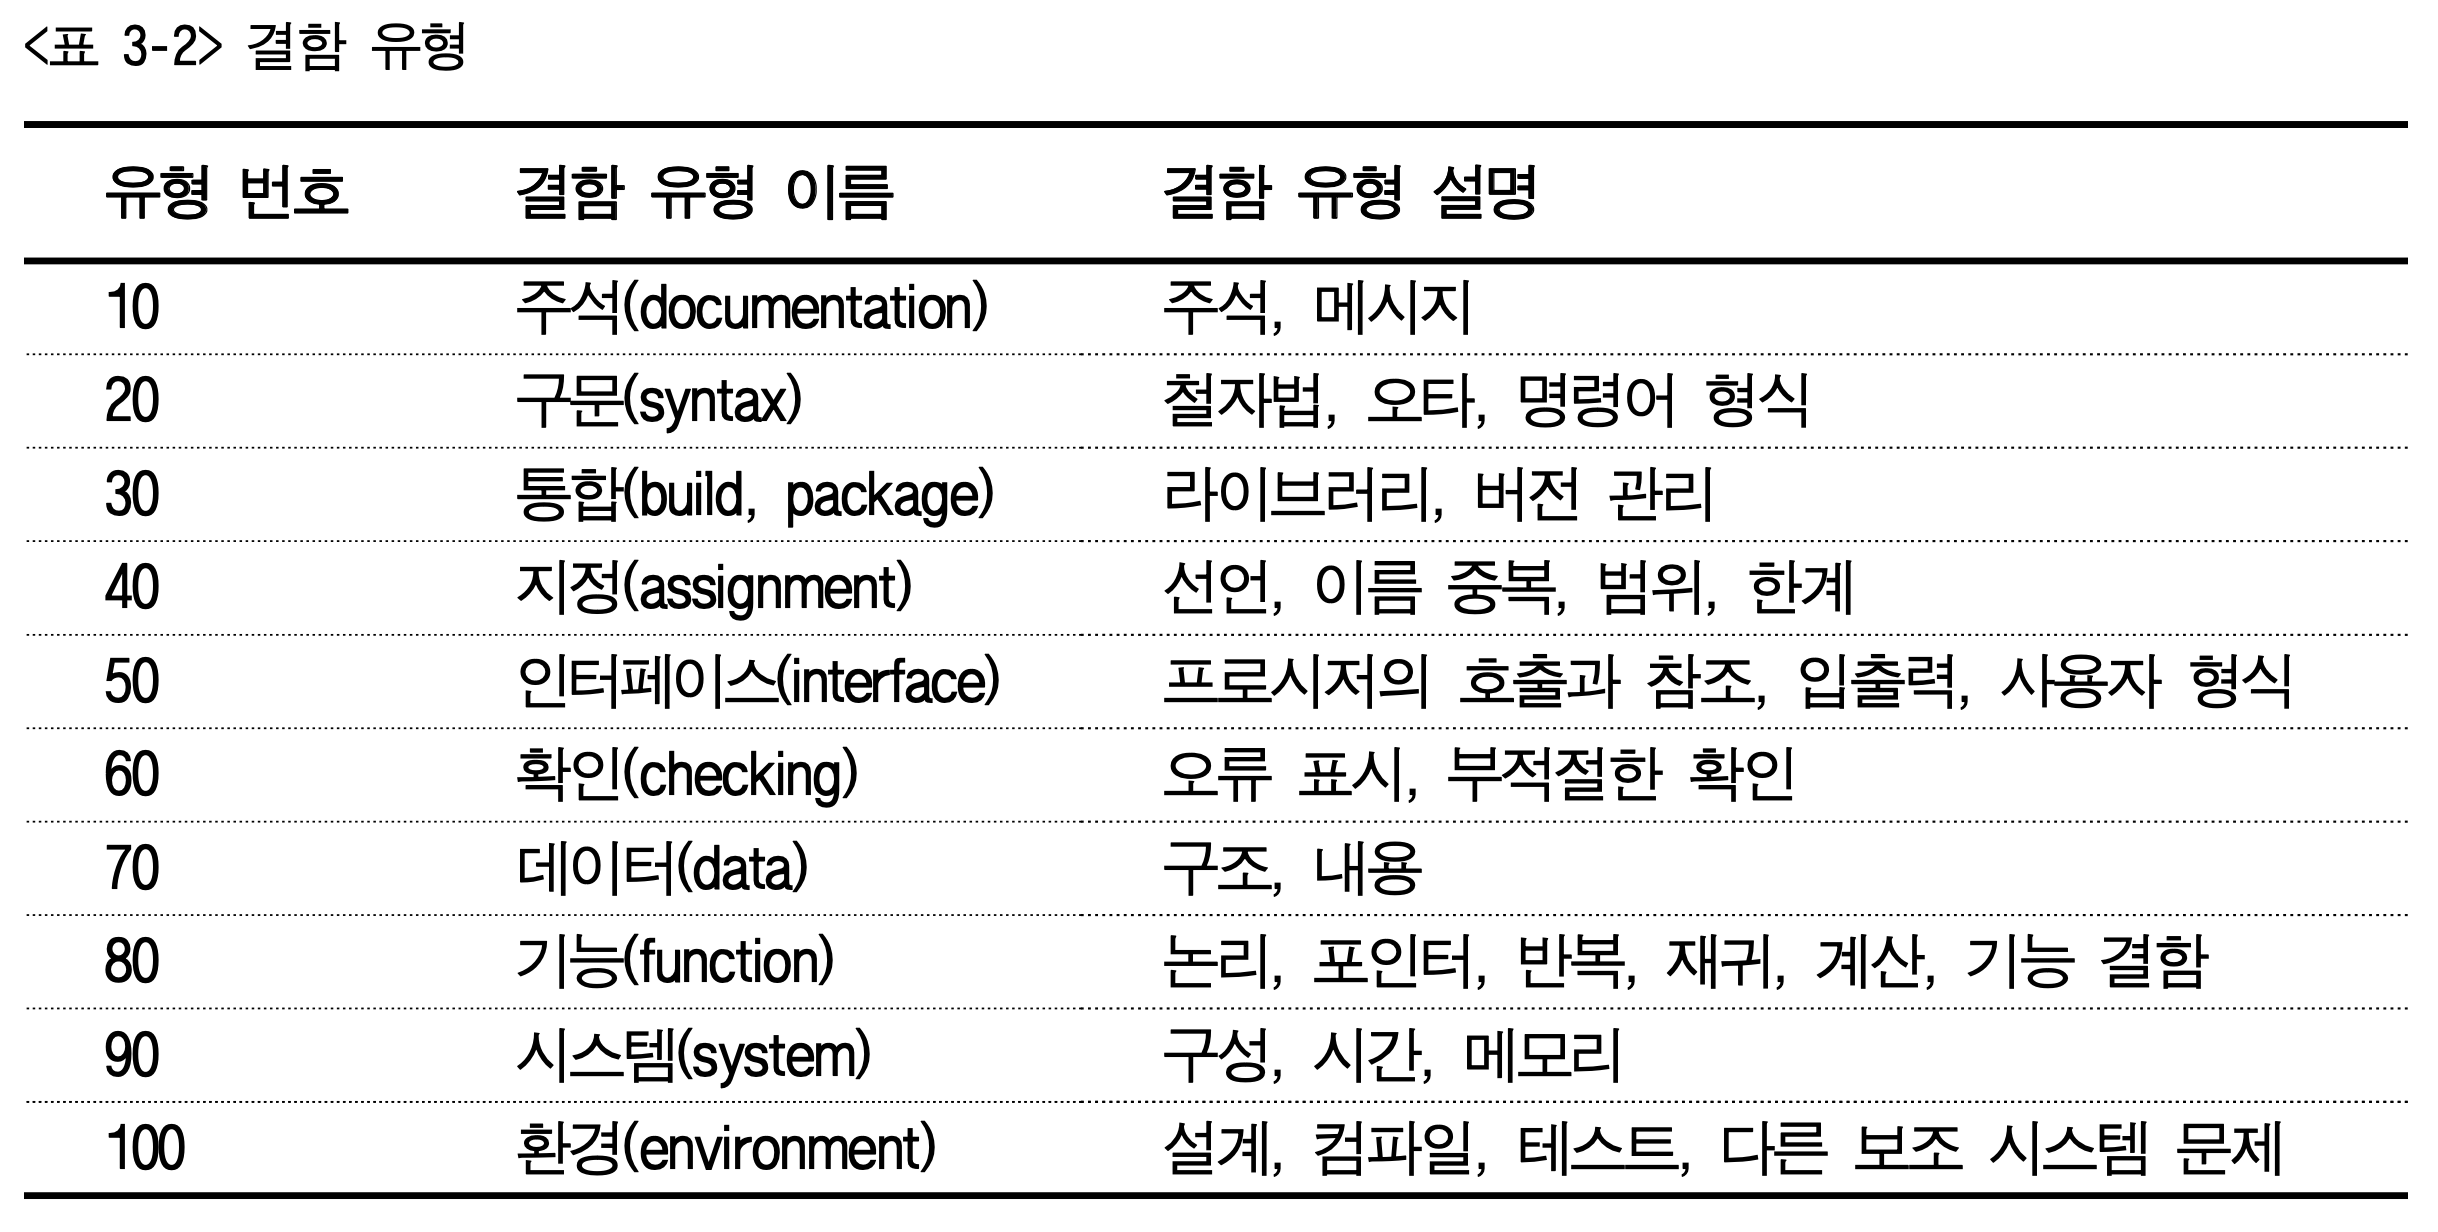 <표 3-2> 결함 유형
유형 번호 결함 유형 이름 결함 유형 설명
10 주석(documentation) 주석, 메시지
20 구문(syntax) 철자법, 오타, 명령어 형식
30 통합(build, package) 라이브러리, 버전 관리
40 지정(assignment) 선언, 이름 중복, 범위, 한계
50 인터페이스(interface) 프로시저의 호출과 참조, 입출력, 사용자 형식
60 확인(checking) 오류 표시, 부적절한 확인
70 데이터(data) 구조, 내용
80 기능(function) 논리, 포인터, 반복, 재귀, 계산, 기능 결함
90 시스템(system) 구성, 시간, 메모리
100 환경(environment) 설계, 컴파일, 테스트, 다른 보조 시스템 문제